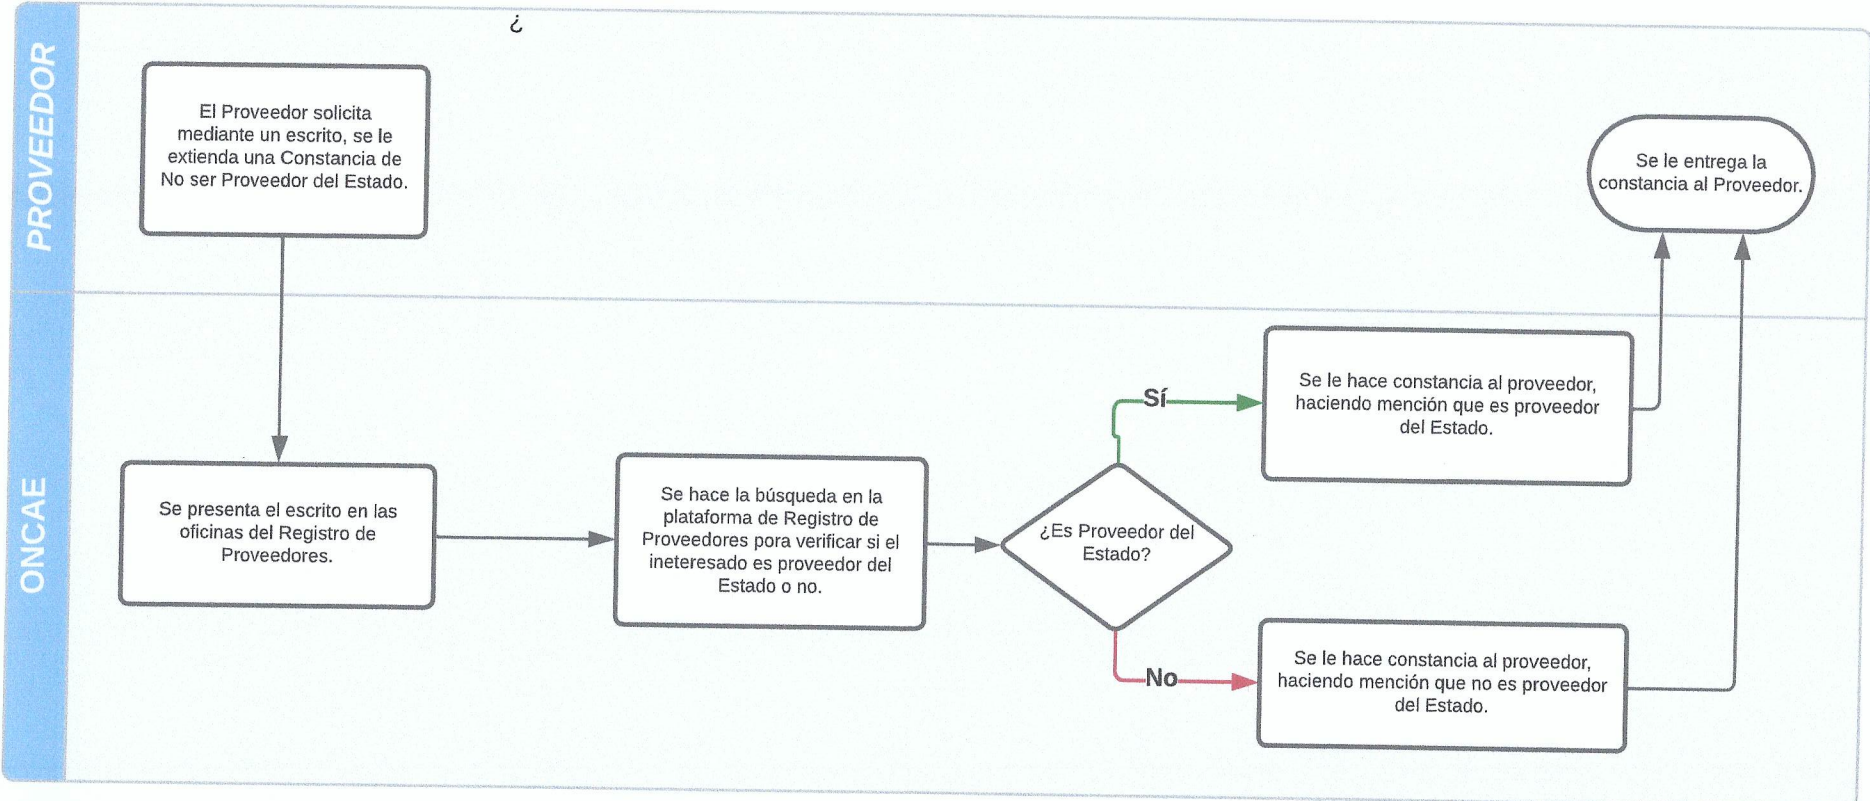 ¿
PROVEEDOR
El Proveedor solicita
mediante un escrito, se le
extienda una Constancia de
No ser Proveedor del Estado.
Se le entrega la
constancia al Proveedor.
ONCAE
Se presenta el escrito en las
oficinas del Registro de
Proveedores.
Se hace la búsqueda en la
plataforma de Registro de
Proveedores pora verificar si el
ineteresado es proveedor del
Estado o no.
¿Es Proveedor del
Estado?
Sí
Se le hace constancia al proveedor,
haciendo mención que es proveedor
del Estado.
No
Se le hace constancia al proveedor,
haciendo mención que no es proveedor
del Estado.